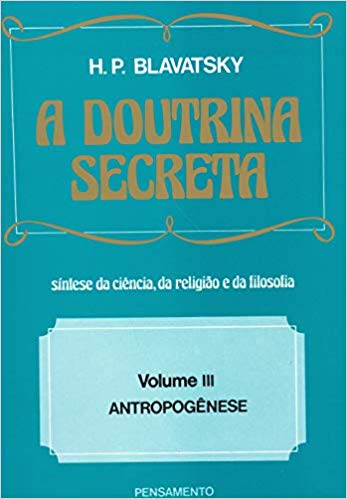 H. P. BLAVATSKY
A DOUTRINA
SECRETA
síntese da ciência, da religião e da filosofia
Volume III
ANTROPOGÊNESE
PENSAMENTO